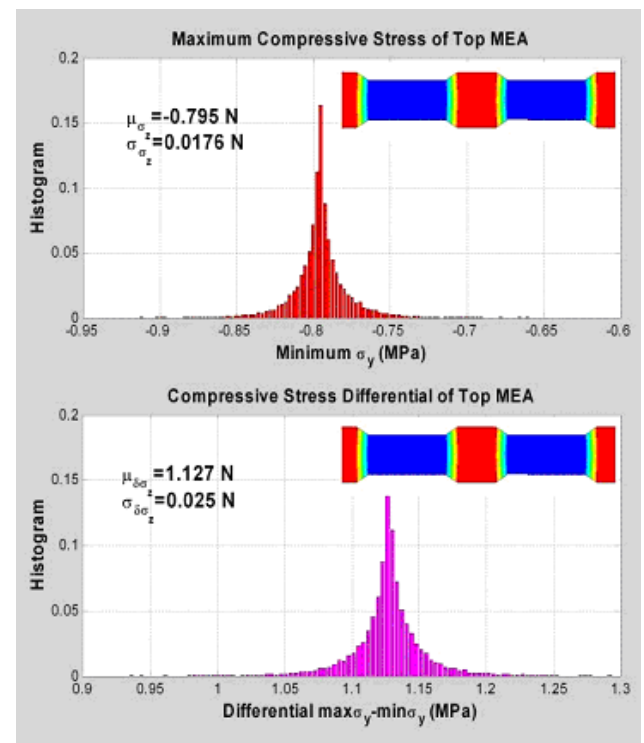 Maximum Compressive Stress of Top MEA
0.2
0.15
0.1
0.05
0
Histogram
μσz=-0.795 N
σσz=0.0176 N
-0.95 -0.9 -0.85 -0.8 -0.75 -0.7 -0.65 -0.6
Minimum σy (MPa)
Compressive Stress Differential of Top MEA
0.2
0.15
0.1
0.05
0
Histogram
μδσz=1.127 N
σδσz=0.025 N
0.9 0.95 1 1.05 1.1 1.15 1.2 1.25 1.3
Differential maxσy-minσy (MPa)